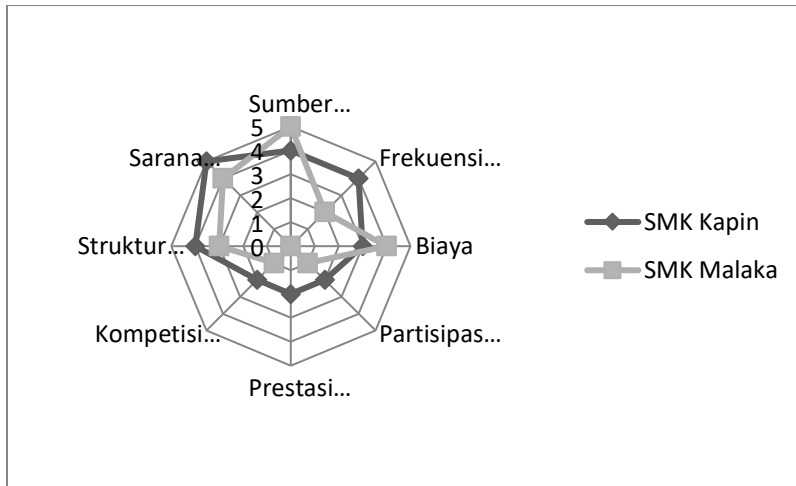 Sumber...
5
4
3
2
1
0
Frekuensi...
Biaya
Partisipas...
Prestasi...
Kompetisi...
Struktur...
Sarana...
SMK Kapin
SMK Malaka